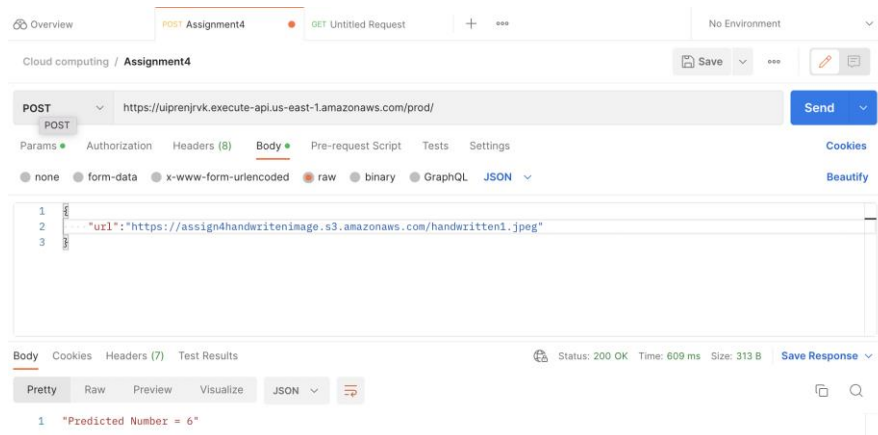 Overview POST Assignment4 GET Untitled Request + ooo No Environment
Cloud computing / Assignment4 Save ooo
POST https://uiprenjrvk.execute-api.us-east-1.amazonaws.com/prod/ Send
POST
Params Authorization Headers (8) Body Pre-request Script Tests Settings Cookies
none form-data x-www-form-urlencoded raw binary GraphQL JSON Beautify
1 {
2 "url":"https://assign4handwritenimage.s3.amazonaws.com/handwritten1.jpeg"
3 }
Body Cookies Headers (7) Test Results Status: 200 OK Time: 609 ms Size: 313 B Save Response
Pretty Raw Preview Visualize JSON
1 "Predicted Number = 6"